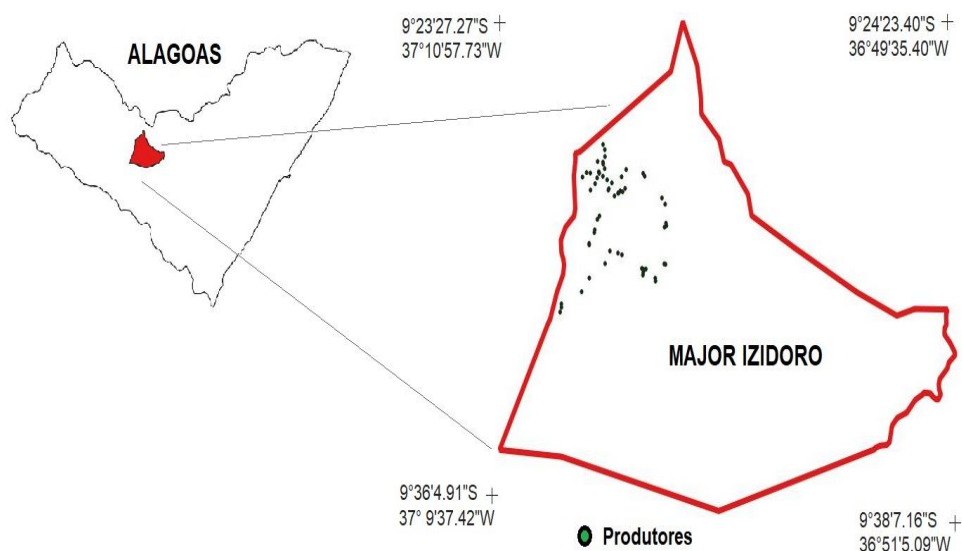 ALAGOAS
9°23'27.27"S
37°10'57.73"W
9°24'23.40"S
36°49'35.40"W
MAJOR IZIDORO
9°36'4.91"S
37° 9'37.42"W
Produtores
9°38'7.16"S
36°51'5.09"W